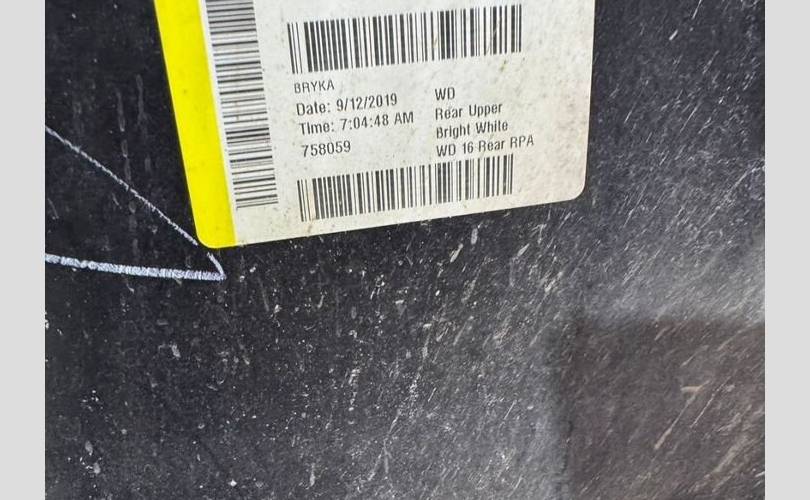 BRYKA
Date: 9/12/2019
Time: 7:04:48 AM
758059
WD
Rear Upper
Bright White
WD 16 Rear RPA